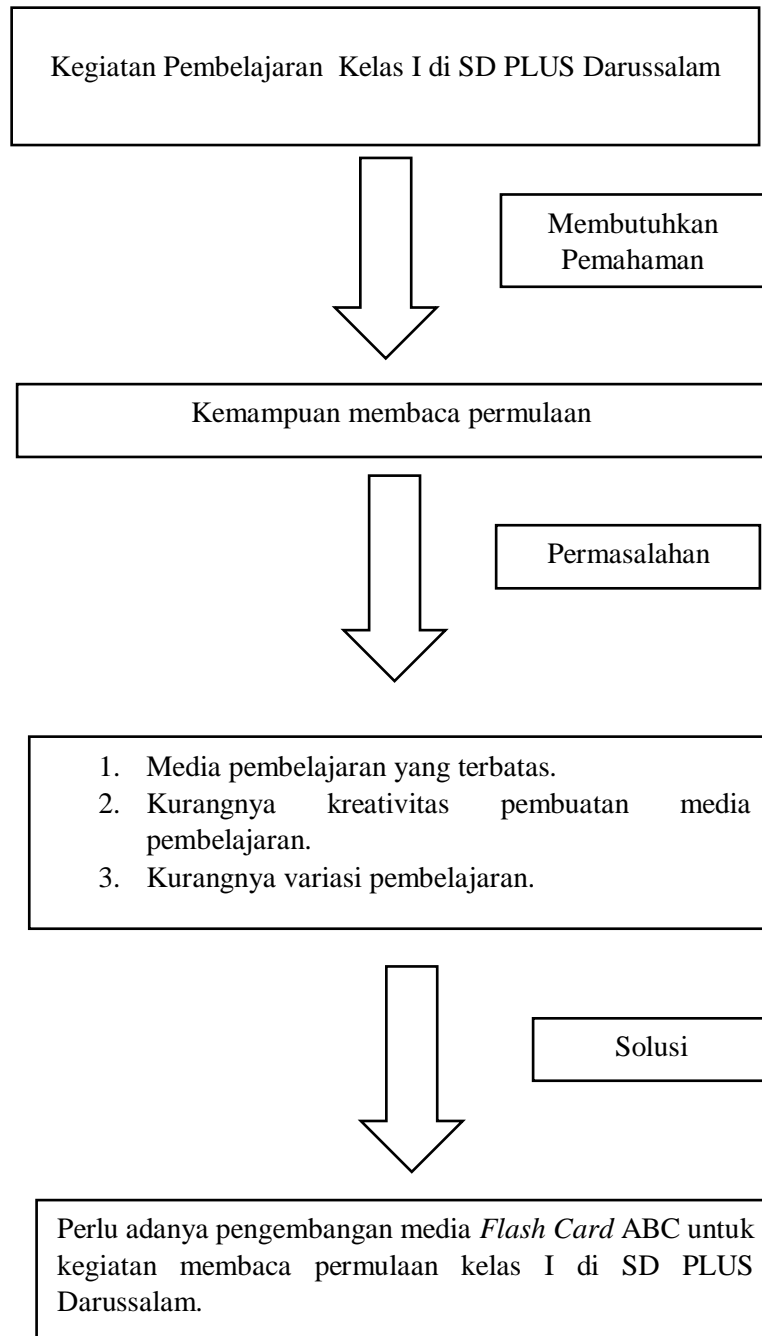 Kegiatan Pembelajaran Kelas I di SD PLUS Darussalam
Membutuhkan
Pemahaman
Kemampuan membaca permulaan
Permasalahan
1. Media pembelajaran yang terbatas.
2. Kurangnya kreativitas pembuatan media
pembelajaran.
3. Kurangnya variasi pembelajaran.
Solusi
Perlu adanya pengembangan media Flash Card ABC untuk
kegiatan membaca permulaan kelas I di SD PLUS
Darussalam.